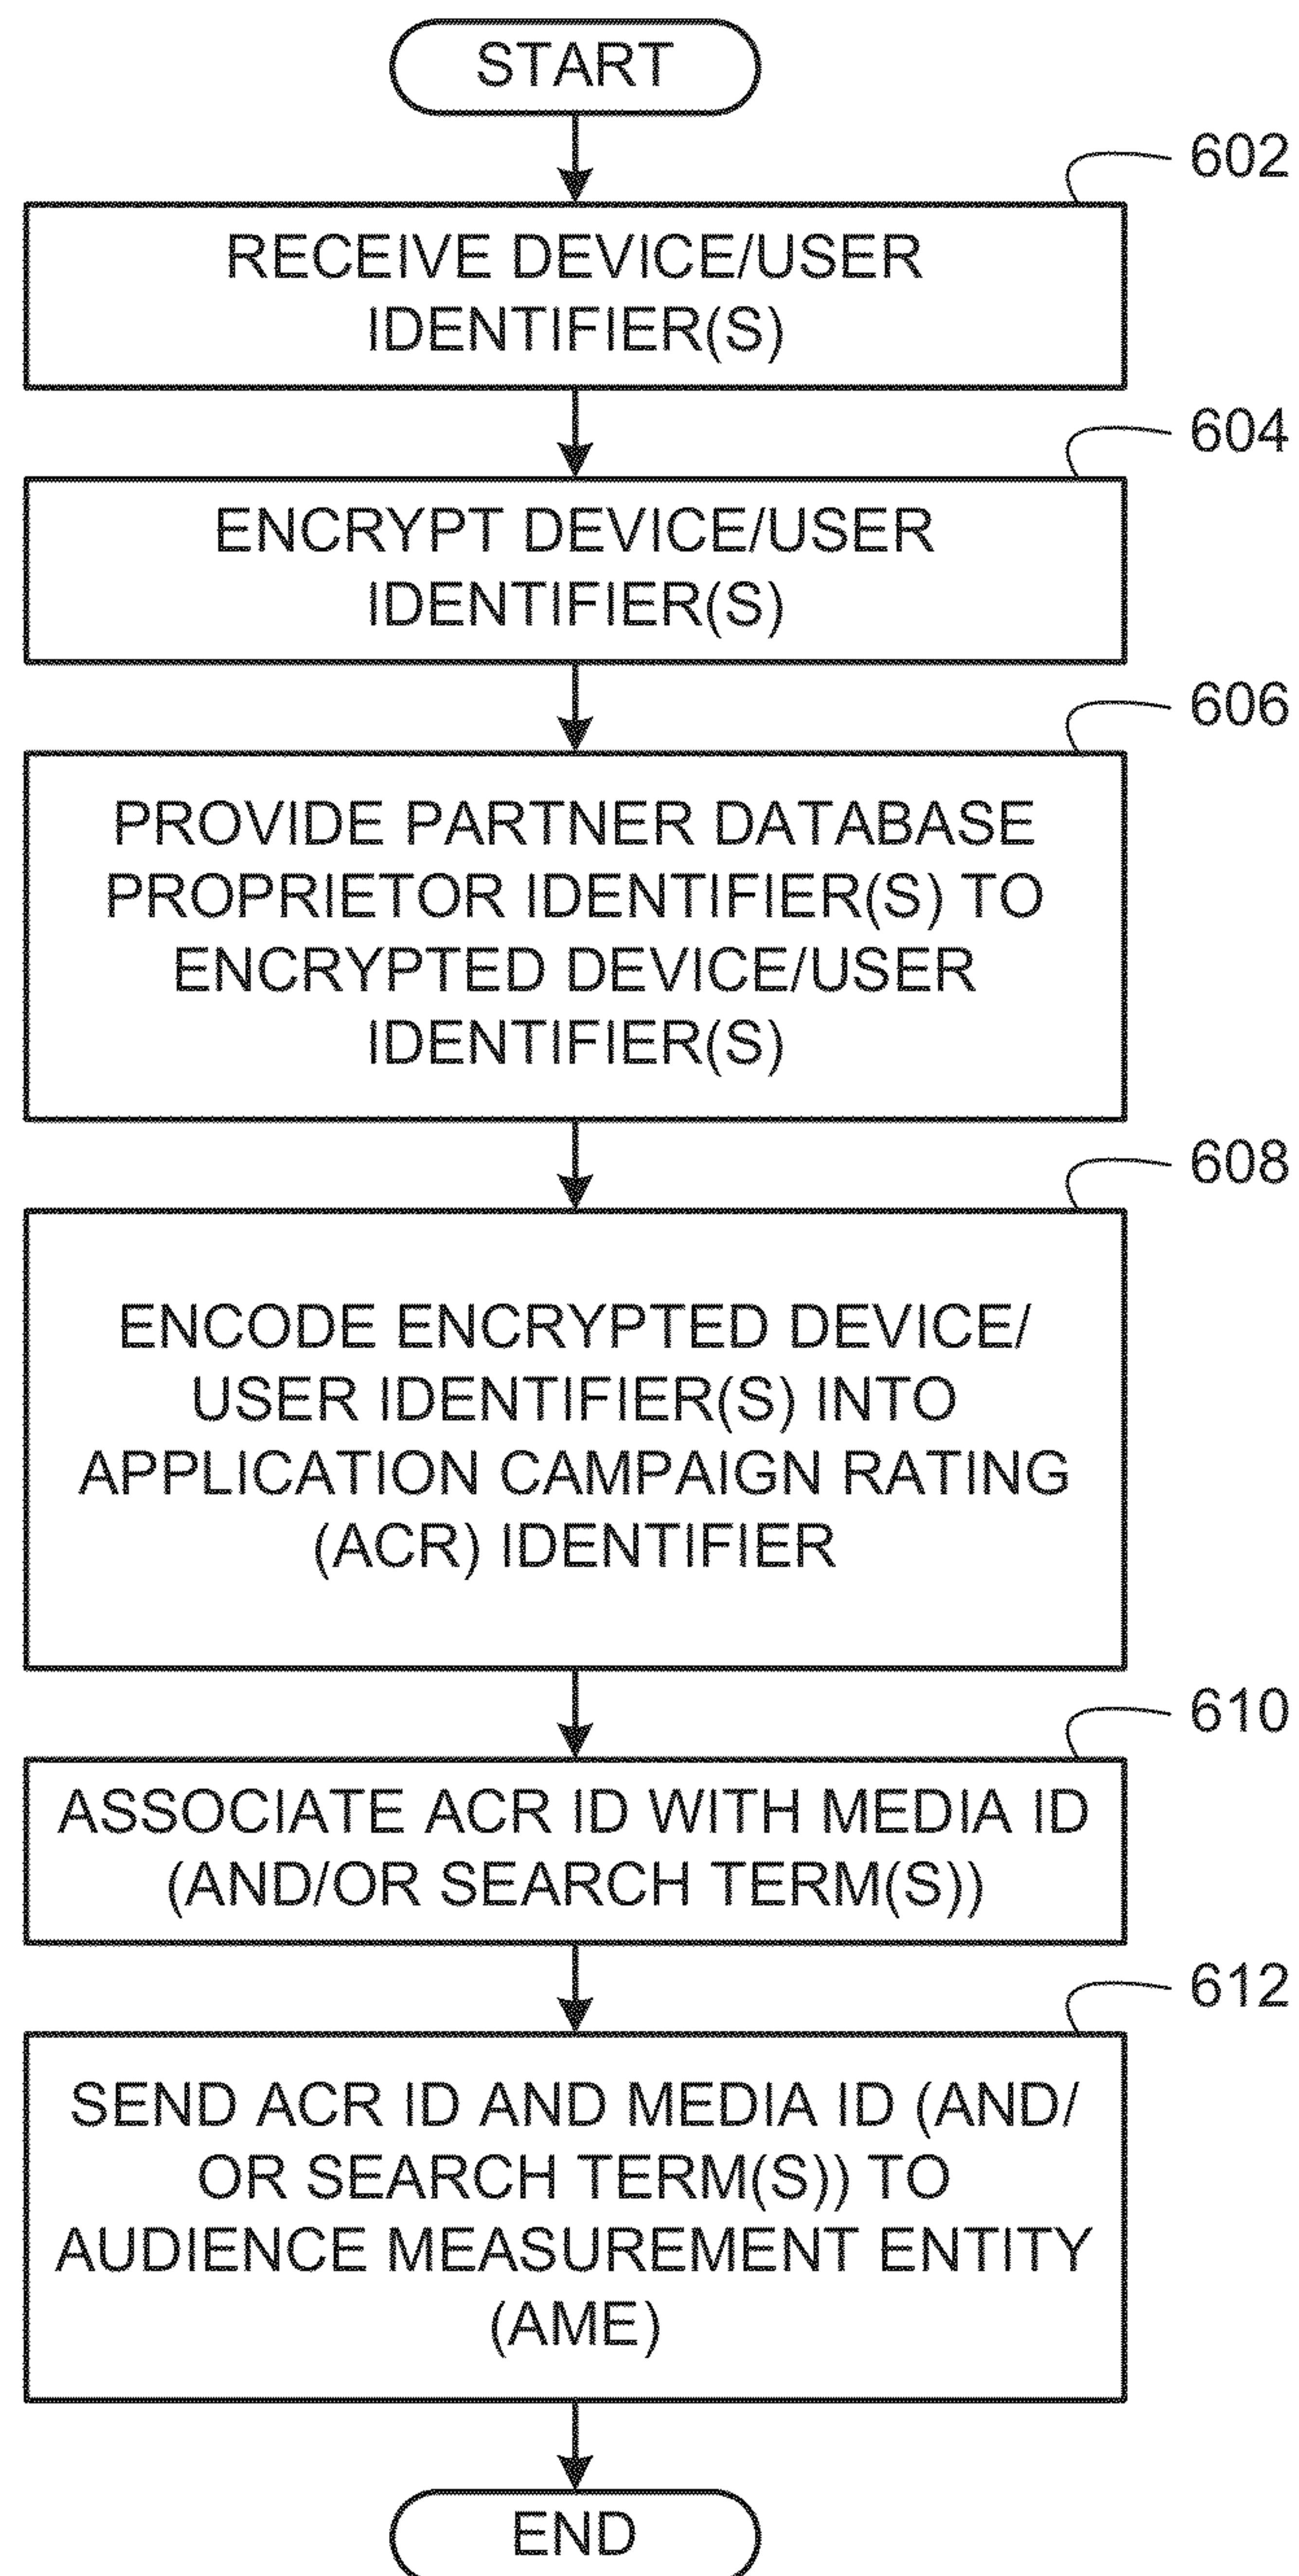 START
602
RECEIVE DEVICE/USER
IDENTIFIER(S)
604
ENCRYPT DEVICE/USER
IDENTIFIER(S)
606
PROVIDE PARTNER DATABASE
PROPRIETOR IDENTIFIER(S) TO
ENCRYPTED DEVICE/USER
IDENTIFIER(S)
608
ENCODE ENCRYPTED DEVICE/
USER IDENTIFIER(S) INTO
APPLICATION CAMPAIGN RATING
(ACR) IDENTIFIER
610
ASSOCIATE ACR ID WITH MEDIA ID
(AND/OR SEARCH TERM(S))
612
SEND ACR ID AND MEDIA ID (AND/
OR SEARCH TERM(S)) TO
AUDIENCE MEASUREMENT ENTITY
(AME)
END